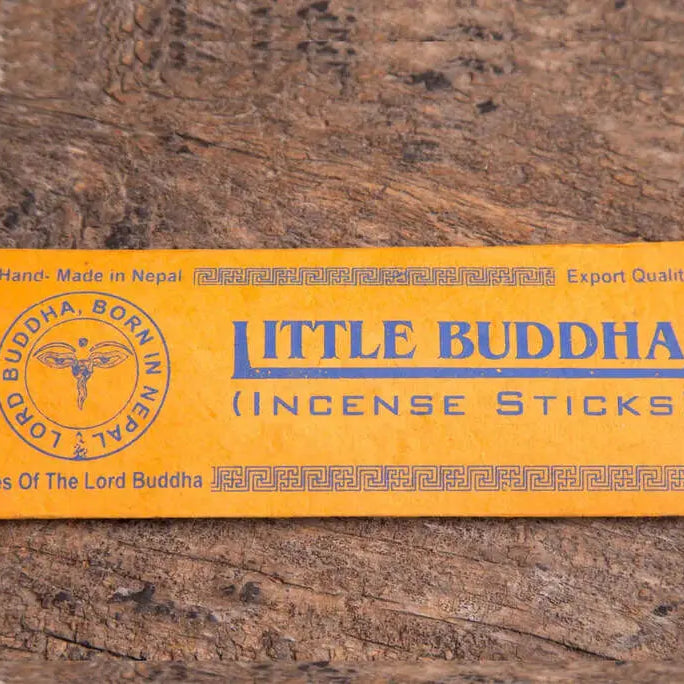 Hand- Made in Nepal
Export Qualit
LORD BUDDHA, BORN IN NEPAL
LITTLE BUDDHA
(INCENSE STICKS
es Of The Lord Buddha